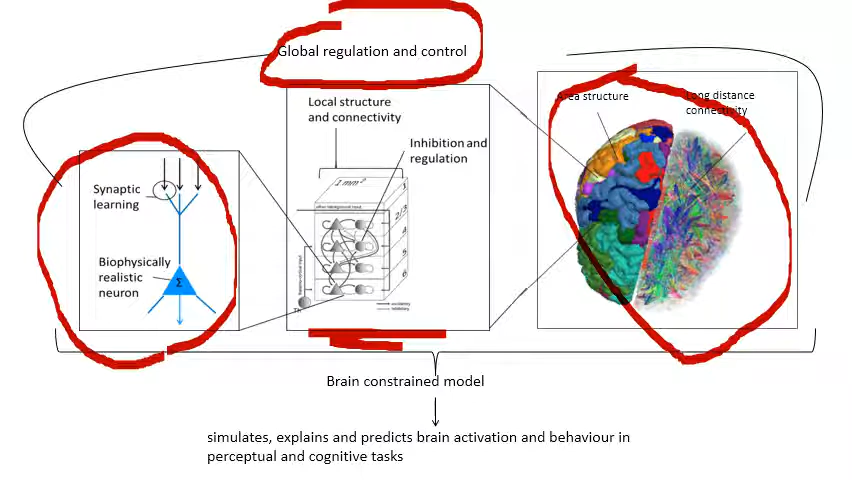 Global regulation and control
Area structure
Long distance
connectivity
Local structure
and connectivity
Inhibition and
regulation
Synaptic
learning
Biophysically
realistic
neuron
Σ
1 mm²
1
2/3
4
5
6
Th
excitatory
inhibitory
Brain constrained model
simulates, explains and predicts brain activation and behaviour in
perceptual and cognitive tasks